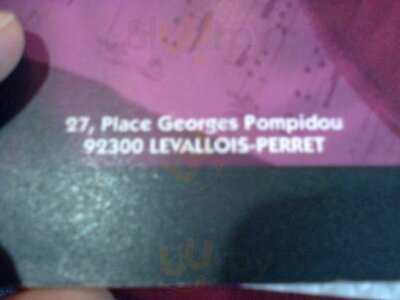 27, Place Georges Pompidou
92300 LEVALLOIS-PERRET